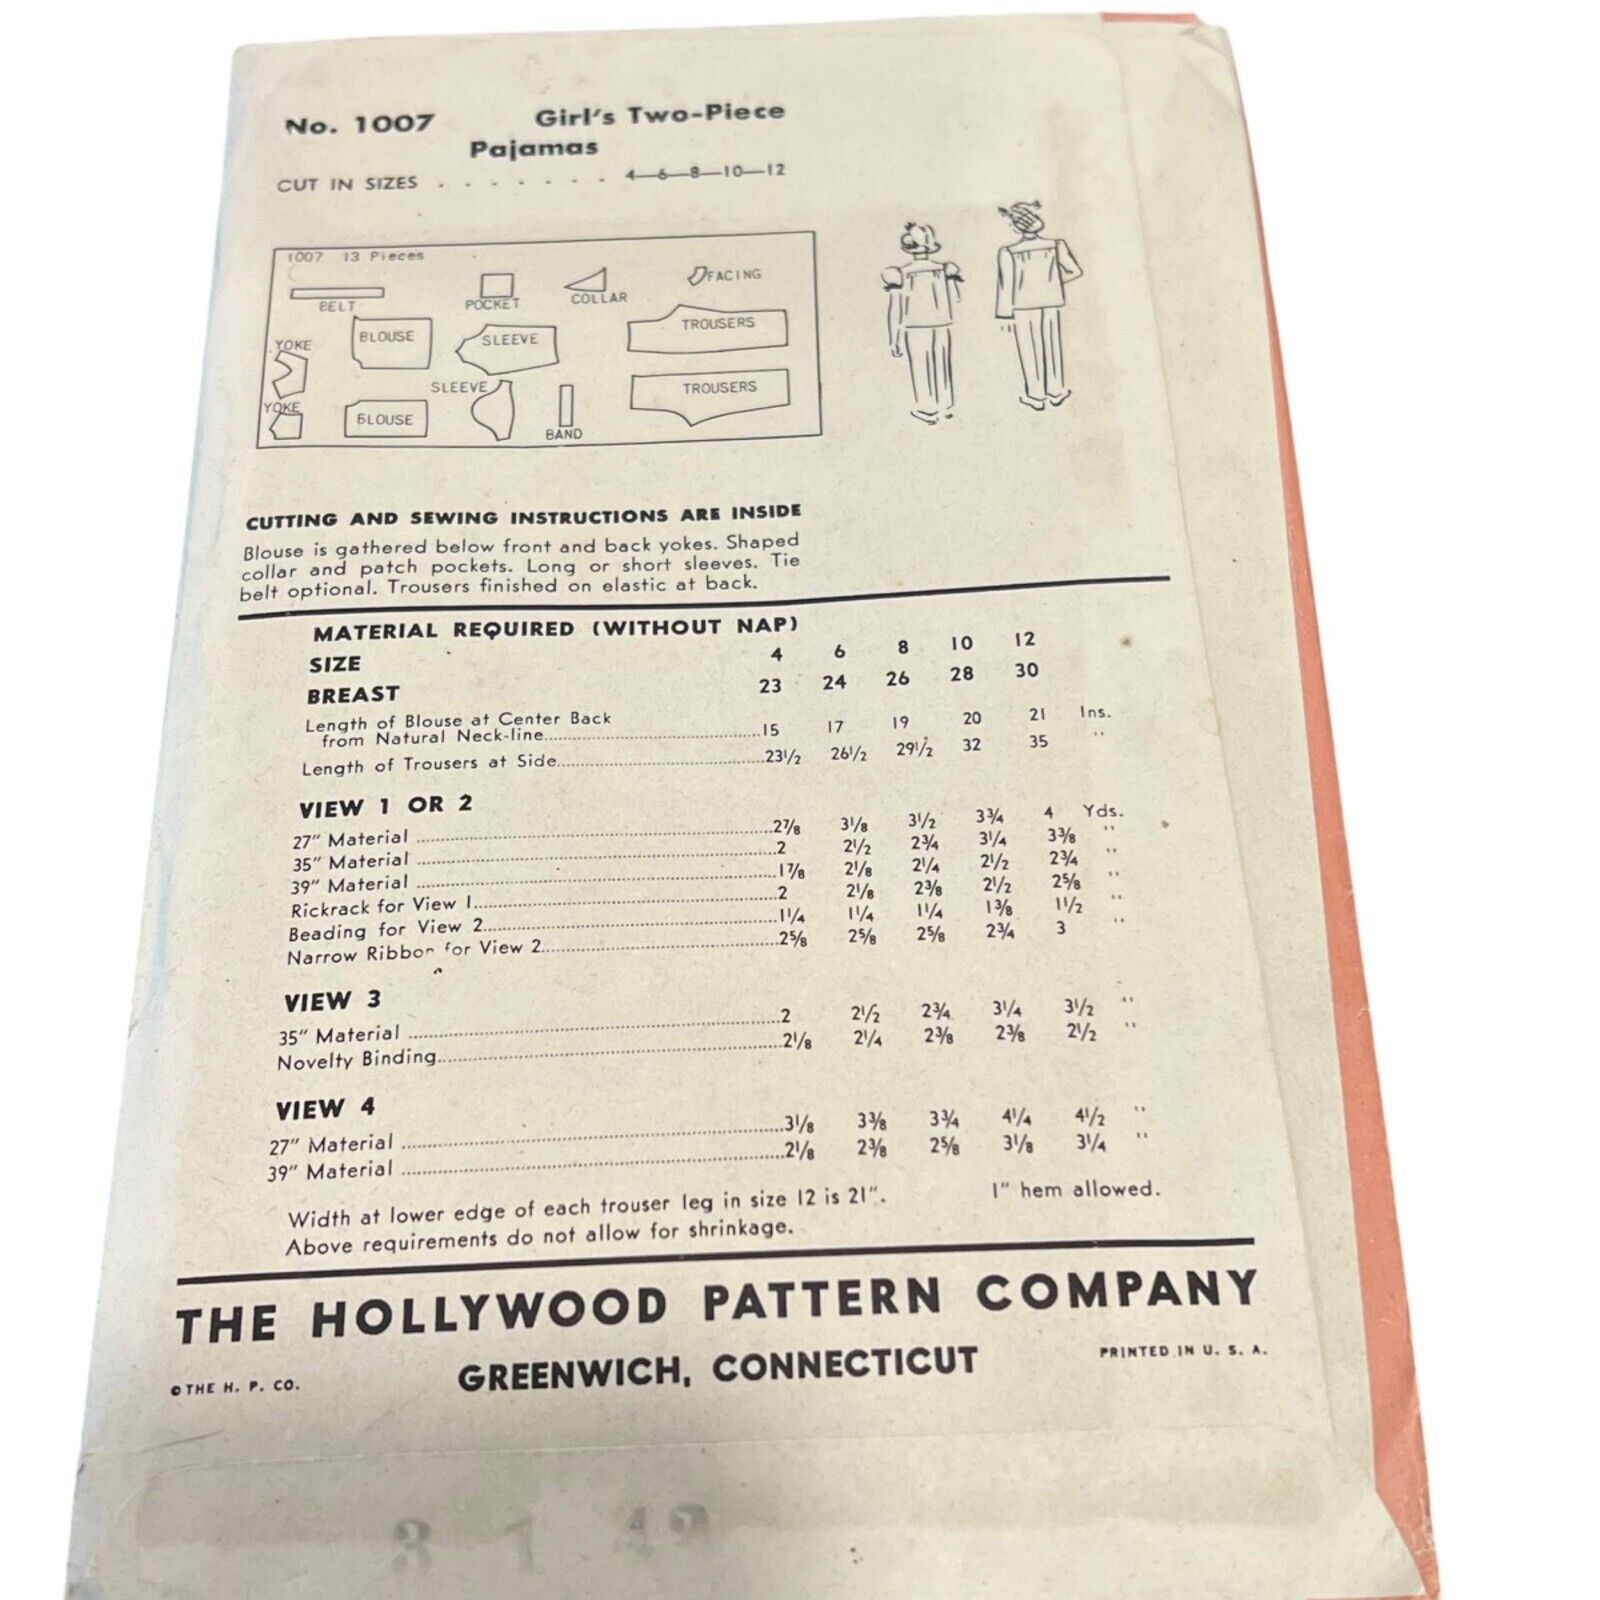 No. 1007 Girl's Two-Piece
Pajamas
CUT IN SIZES . . . . . . . 4—6—8—10—12
1007 13 Pieces
BELT
POCKET
COLLAR
FACING
YOKE
BLOUSE
SLEEVE
TROUSERS
YOKE
BLOUSE
SLEEVE
BAND
TROUSERS
CUTTING AND SEWING INSTRUCTIONS ARE INSIDE
Blouse is gathered below front and back yokes. Shaped
collar and patch pockets. Long or short sleeves. Tie
belt optional. Trousers finished on elastic at back.
MATERIAL REQUIRED (WITHOUT NAP)
SIZE 4 6 8 10 12
BREAST 23 24 26 28 30
Length of Blouse at Center Back
from Natural Neck-line 15 17 19 20 21 Ins.
Length of Trousers at Side 23½ 26½ 29½ 32 35 "
VIEW 1 OR 2
27" Material 2⅞ 3⅛ 3½ 3¾ 4 Yds.
35" Material 2 2½ 2¾ 3¼ 3⅜ "
39" Material 1⅞ 2⅛ 2¼ 2½ 2¾ "
Rickrack for View 1 2 2⅛ 2⅜ 2½ 2⅝ "
Beading for View 2 1¼ 1¼ 1¼ 1⅜ 1½ "
Narrow Ribbon for View 2 2⅝ 2⅝ 2⅝ 2¾ 3 "
VIEW 3
35" Material 2 2½ 2¾ 3¼ 3½ "
Novelty Binding 2⅛ 2¼ 2⅜ 2⅜ 2½ "
VIEW 4
27" Material 3⅛ 3⅜ 3¾ 4¼ 4½ "
39" Material 2⅛ 2⅜ 2⅝ 3⅛ 3¼ "
Width at lower edge of each trouser leg in size 12 is 21". 1" hem allowed.
Above requirements do not allow for shrinkage.
THE HOLLYWOOD PATTERN COMPANY
GREENWICH, CONNECTICUT
© THE H. P. CO.
PRINTED IN U. S. A.